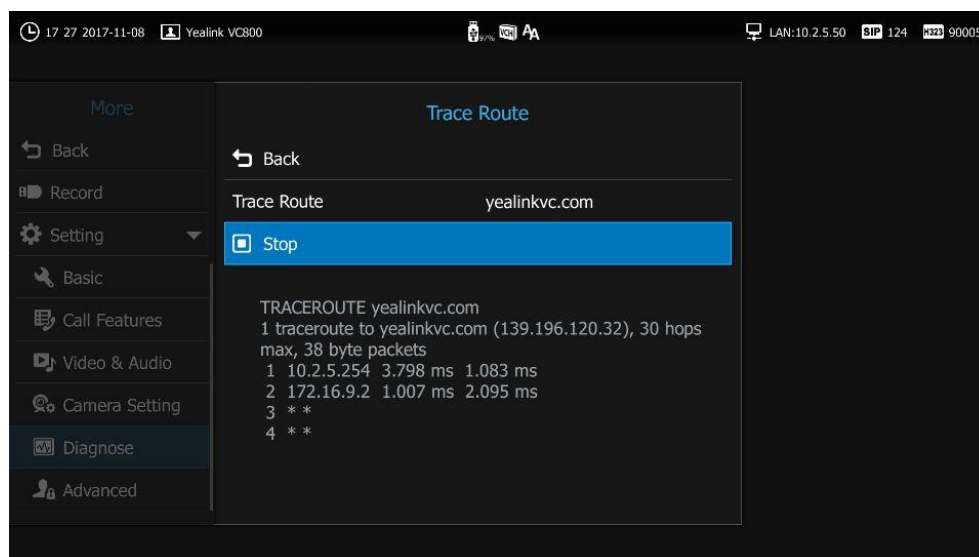 17 27 2017-11-08 Yealink VC800 97% VCH AA LAN:10.2.5.50 SIP 124 H323 90005
More
Back
Record
Setting
Basic
Call Features
Video & Audio
Camera Setting
Diagnose
Advanced
Trace Route
Back
Trace Route yealinkvc.com
Stop
TRACEROUTE yealinkvc.com
1 traceroute to yealinkvc.com (139.196.120.32), 30 hops
max, 38 byte packets
1 10.2.5.254 3.798 ms 1.083 ms
2 172.16.9.2 1.007 ms 2.095 ms
3 * *
4 * *